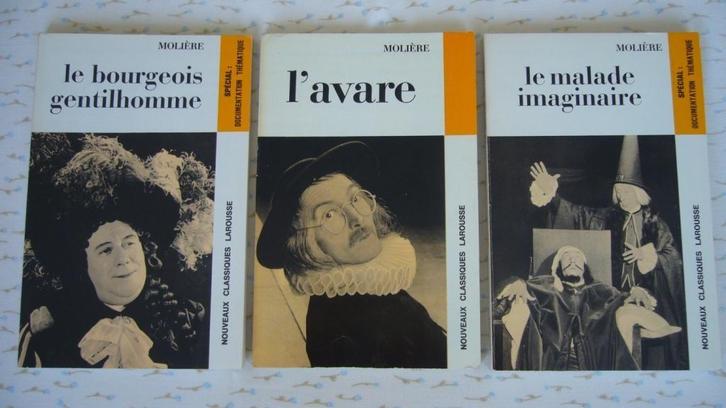 MOLIÈRE
le bourgeois
gentilhomme
SPÉCIAL :
DOCUMENTATION THÉMATIQUE
NOUVEAUX CLASSIQUES LAROUSSE
MOLIÈRE
l'avare
NOUVEAUX CLASSIQUES LAROUSSE
MOLIÈRE
le malade
imaginaire
SPÉCIAL :
DOCUMENTATION THÉMATIQUE
NOUVEAUX CLASSIQUES LAROUSSE